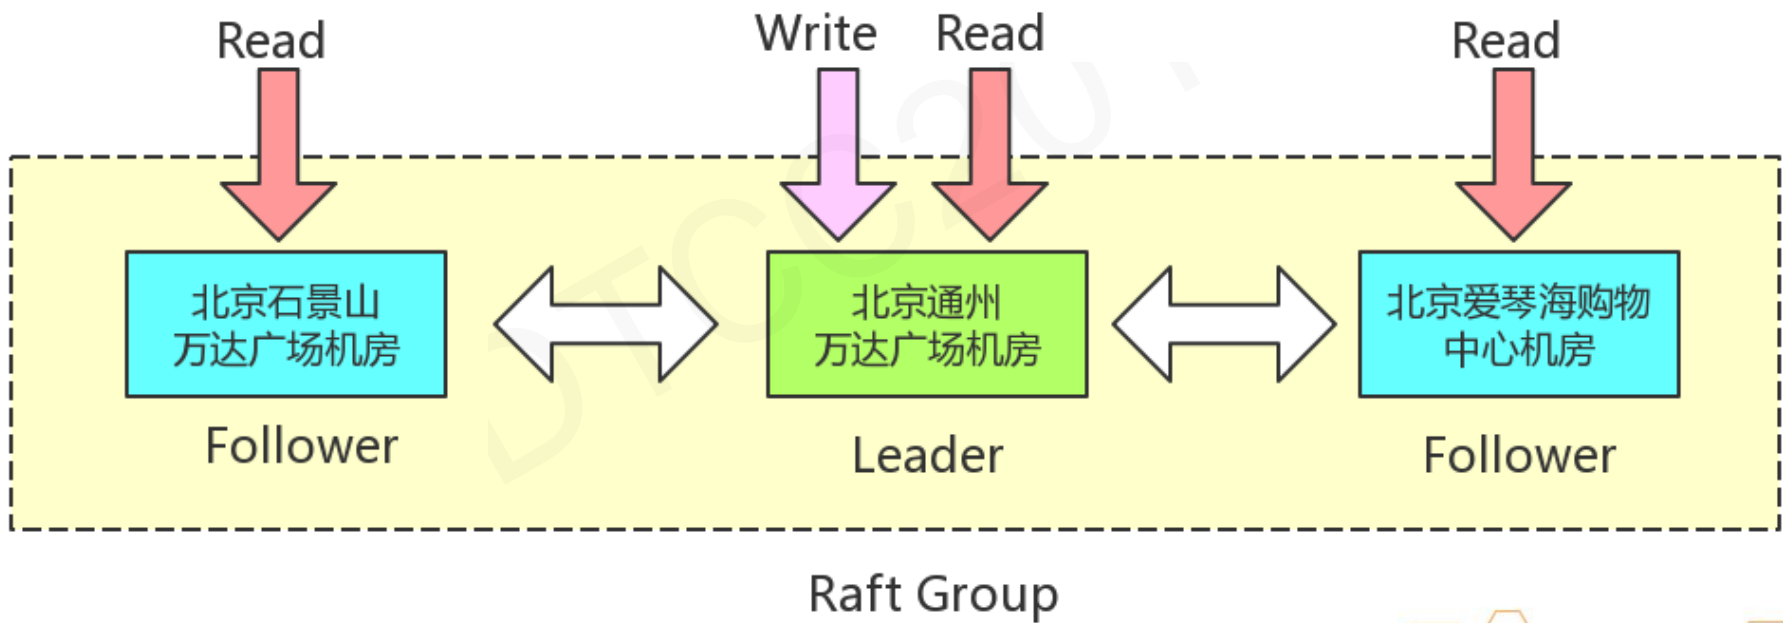 Read
Write
Read
Read
北京石景山
万达广场机房
北京通州
万达广场机房
北京爱琴海购物
中心机房
Follower
Leader
Follower
Raft Group